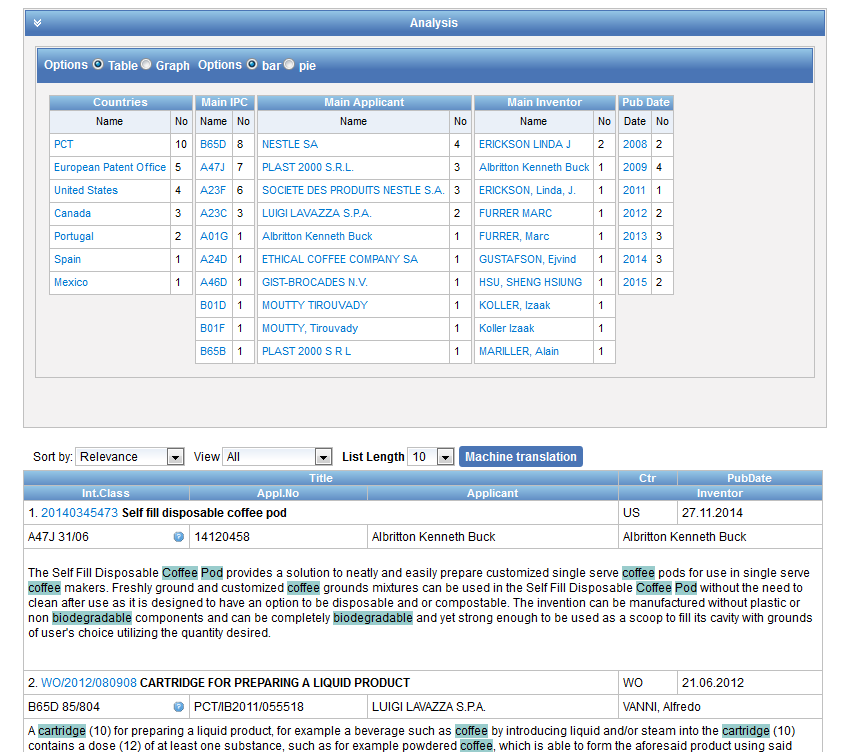 Analysis
Options Table Graph Options bar pie
Countries Main IPC Main Applicant Main Inventor Pub Date
Name No Name No Name No Name No Date No
PCT 10 B65D 8 NESTLE SA 4 ERICKSON LINDA J 2 2008 2
European Patent Office 5 A47J 7 PLAST 2000 S.R.L. 3 Albritton Kenneth Buck 1 2009 4
United States 4 A23F 6 SOCIETE DES PRODUITS NESTLE S.A. 3 ERICKSON, Linda, J. 1 2011 1
Canada 3 A23C 3 LUIGI LAVAZZA S.P.A. 2 FURRER MARC 1 2012 2
Portugal 2 A01G 1 Albritton Kenneth Buck 1 FURRER, Marc 1 2013 3
Spain 1 A24D 1 ETHICAL COFFEE COMPANY SA 1 GUSTAFSON, Ejvind 1 2014 3
Mexico 1 A46D 1 GIST-BROCADES N.V. 1 HSU, SHENG HSIUNG 1 2015 2
B01D 1 MOUTTY TIROUVADY 1 KOLLER, Izaak 1
B01F 1 MOUTTY, Tirouvady 1 Koller Izaak 1
B65B 1 PLAST 2000 S R L 1 MARILLER, Alain 1
Sort by: Relevance View All List Length 10 Machine translation
Title Ctr PubDate
Int.Class Appl.No Applicant Inventor
1. 20140345473 Self fill disposable coffee pod US 27.11.2014
A47J 31/06 ? 14120458 Albritton Kenneth Buck Albritton Kenneth Buck
The Self Fill Disposable Coffee Pod provides a solution to neatly and easily prepare customized single serve coffee pods for use in single serve
coffee makers. Freshly ground and customized coffee grounds mixtures can be used in the Self Fill Disposable Coffee Pod without the need to
clean after use as it is designed to have an option to be disposable and or compostable. The invention can be manufactured without plastic or
non biodegradable components and can be completely biodegradable and yet strong enough to be used as a scoop to fill its cavity with grounds
of user's choice utilizing the quantity desired.
2. WO/2012/080908 CARTRIDGE FOR PREPARING A LIQUID PRODUCT WO 21.06.2012
B65D 85/804 ? PCT/IB2011/055518 LUIGI LAVAZZA S.P.A. VANNI, Alfredo
A cartridge (10) for preparing a liquid product, for example a beverage such as coffee by introducing liquid and/or steam into the cartridge (10)
contains a dose (12) of at least one substance, such as for example powdered coffee, which is able to form the aforesaid product using said